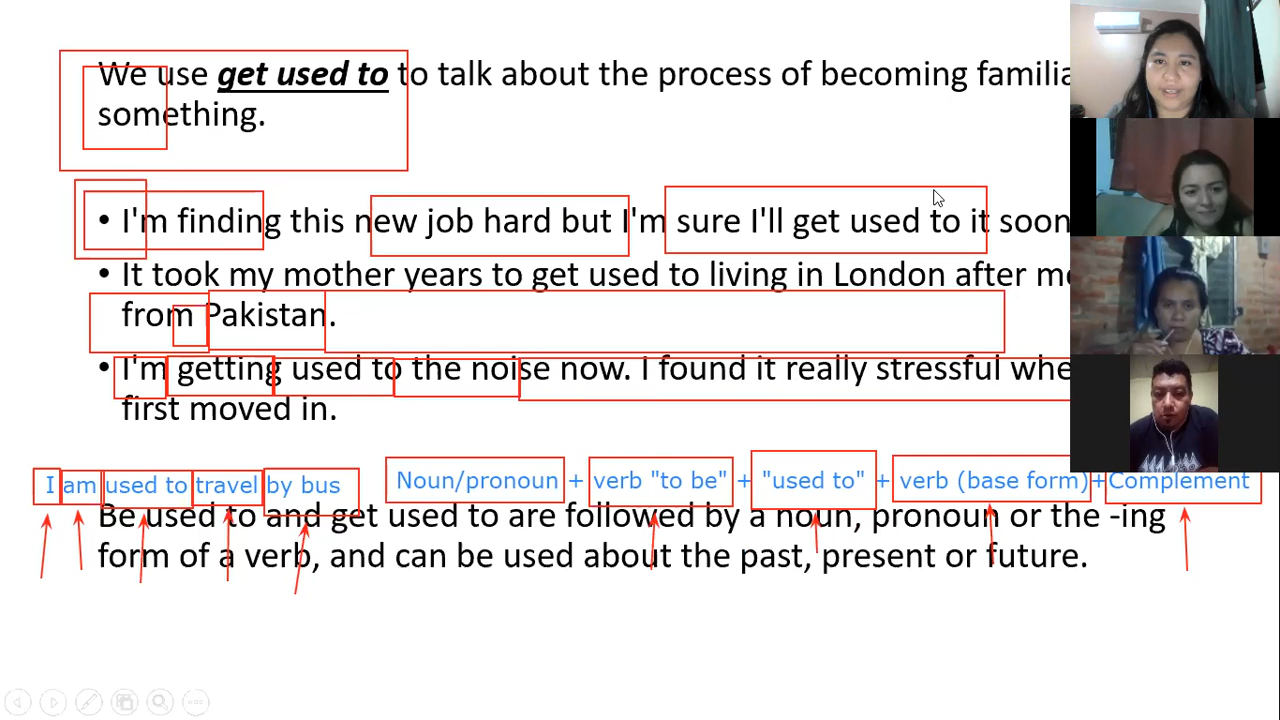 We use get used to to talk about the process of becoming
something.
• I'm finding this new job hard but I'm sure I'll get used to it soon
• It took my mother years to get used to living in London after
from Pakistan.
• I'm getting used to the noise now. I found it really stressful
first moved in.
I am used to travel by bus Noun/pronoun + verb "to be" + "used to" + verb (base form)+Complement
Be used to and get used to are followed by a noun, pronoun or the -ing
form of a verb, and can be used about the past, present or future.